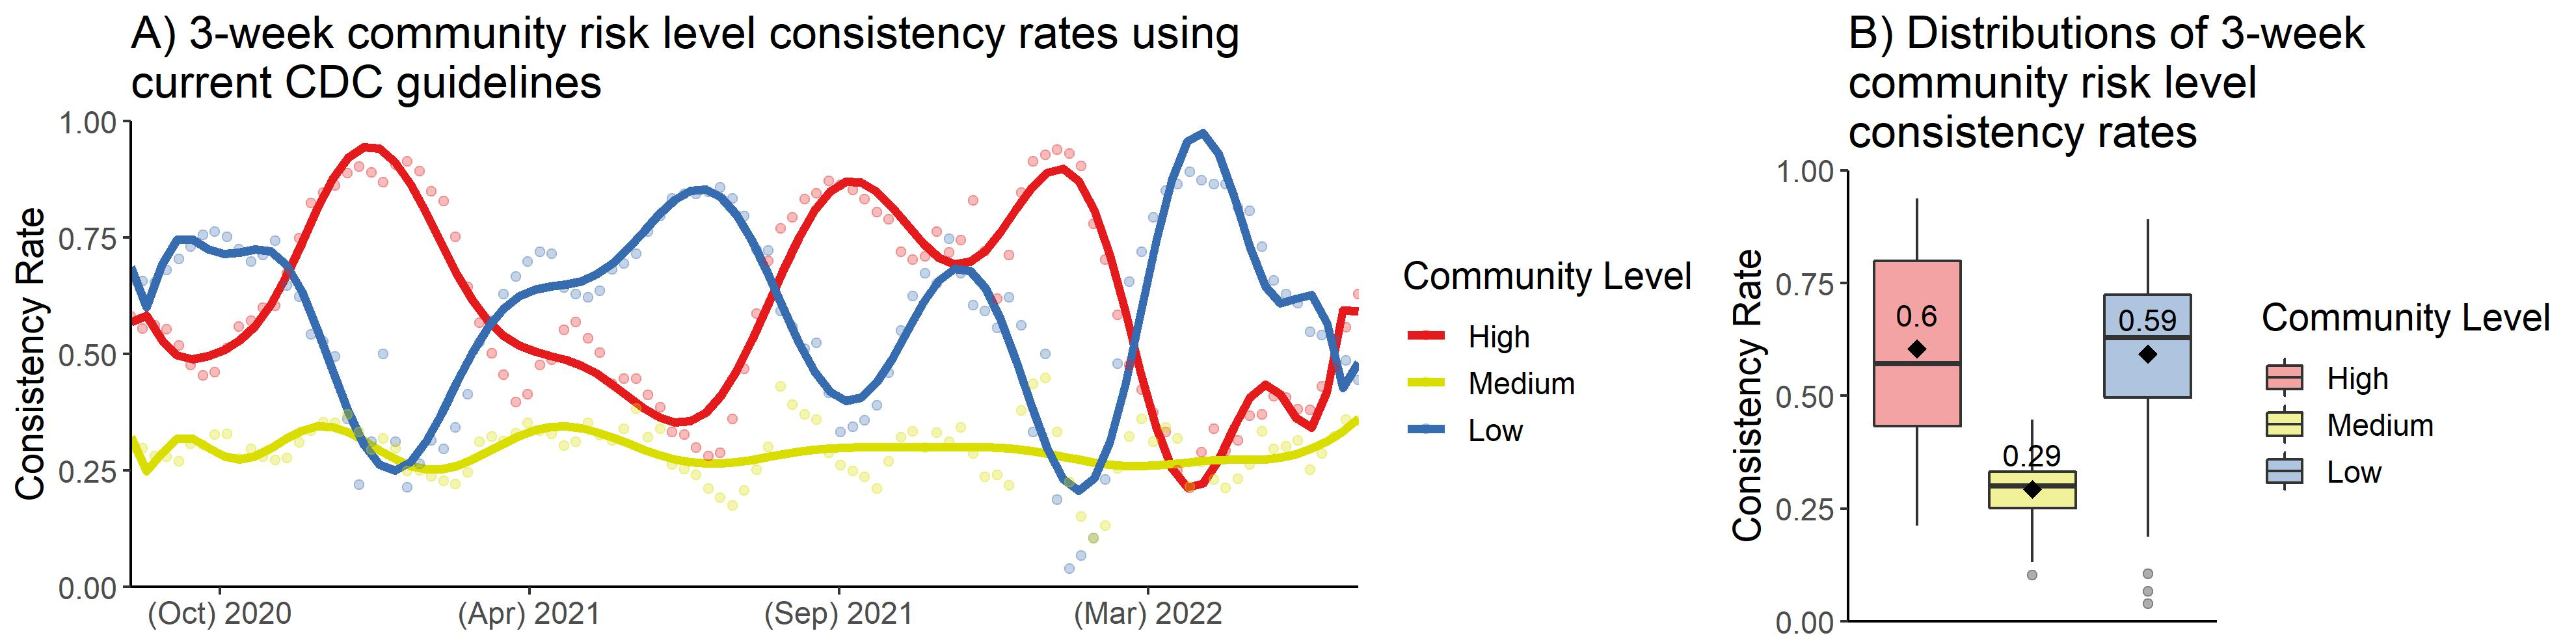 A) 3-week community risk level consistency rates using
current CDC guidelines
Consistency Rate
1.00
0.75
0.50
0.25
0.00
(Oct) 2020
(Apr) 2021
(Sep) 2021
(Mar) 2022
Community Level
High
Medium
Low
B) Distributions of 3-week
community risk level
consistency rates
Consistency Rate
1.00
0.75
0.50
0.25
0.00
0.6
0.29
0.59
Community Level
High
Medium
Low